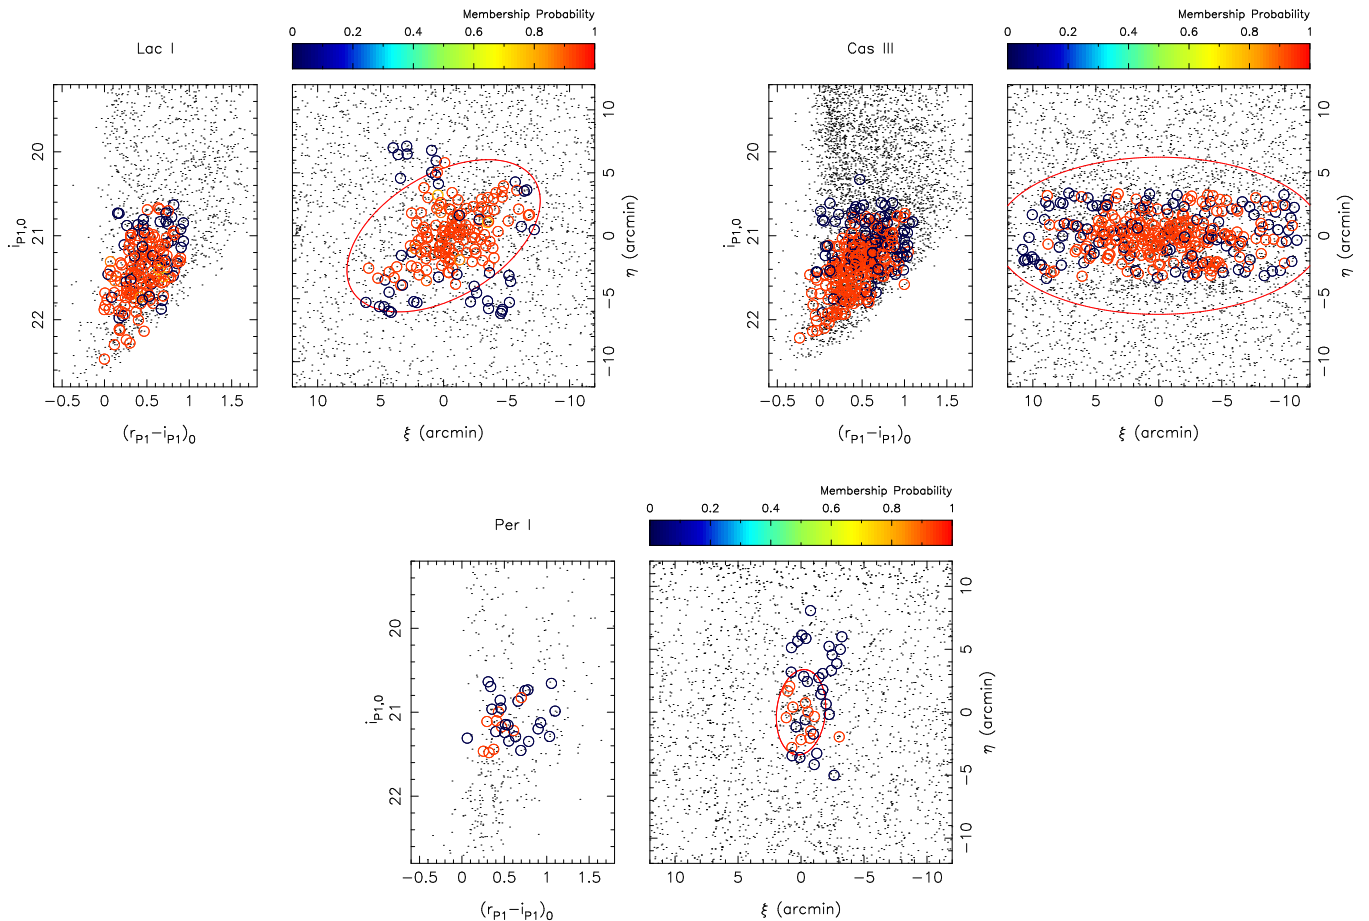 Membership Probability
Lac I
0 0.2 0.4 0.6 0.8 1
i_P1,0
20
21
22
−0.5 0 0.5 1 1.5
(r_P1−i_P1)_0
10 5 0 −5 −10
ξ (arcmin)
10
5
0
−5
−10
η (arcmin)
Membership Probability
Cas III
0 0.2 0.4 0.6 0.8 1
i_P1,0
20
21
22
−0.5 0 0.5 1 1.5
(r_P1−i_P1)_0
10 5 0 −5 −10
ξ (arcmin)
10
5
0
−5
−10
η (arcmin)
Membership Probability
Per I
0 0.2 0.4 0.6 0.8 1
i_P1,0
20
21
22
−0.5 0 0.5 1 1.5
(r_P1−i_P1)_0
10 5 0 −5 −10
ξ (arcmin)
10
5
0
−5
−10
η (arcmin)